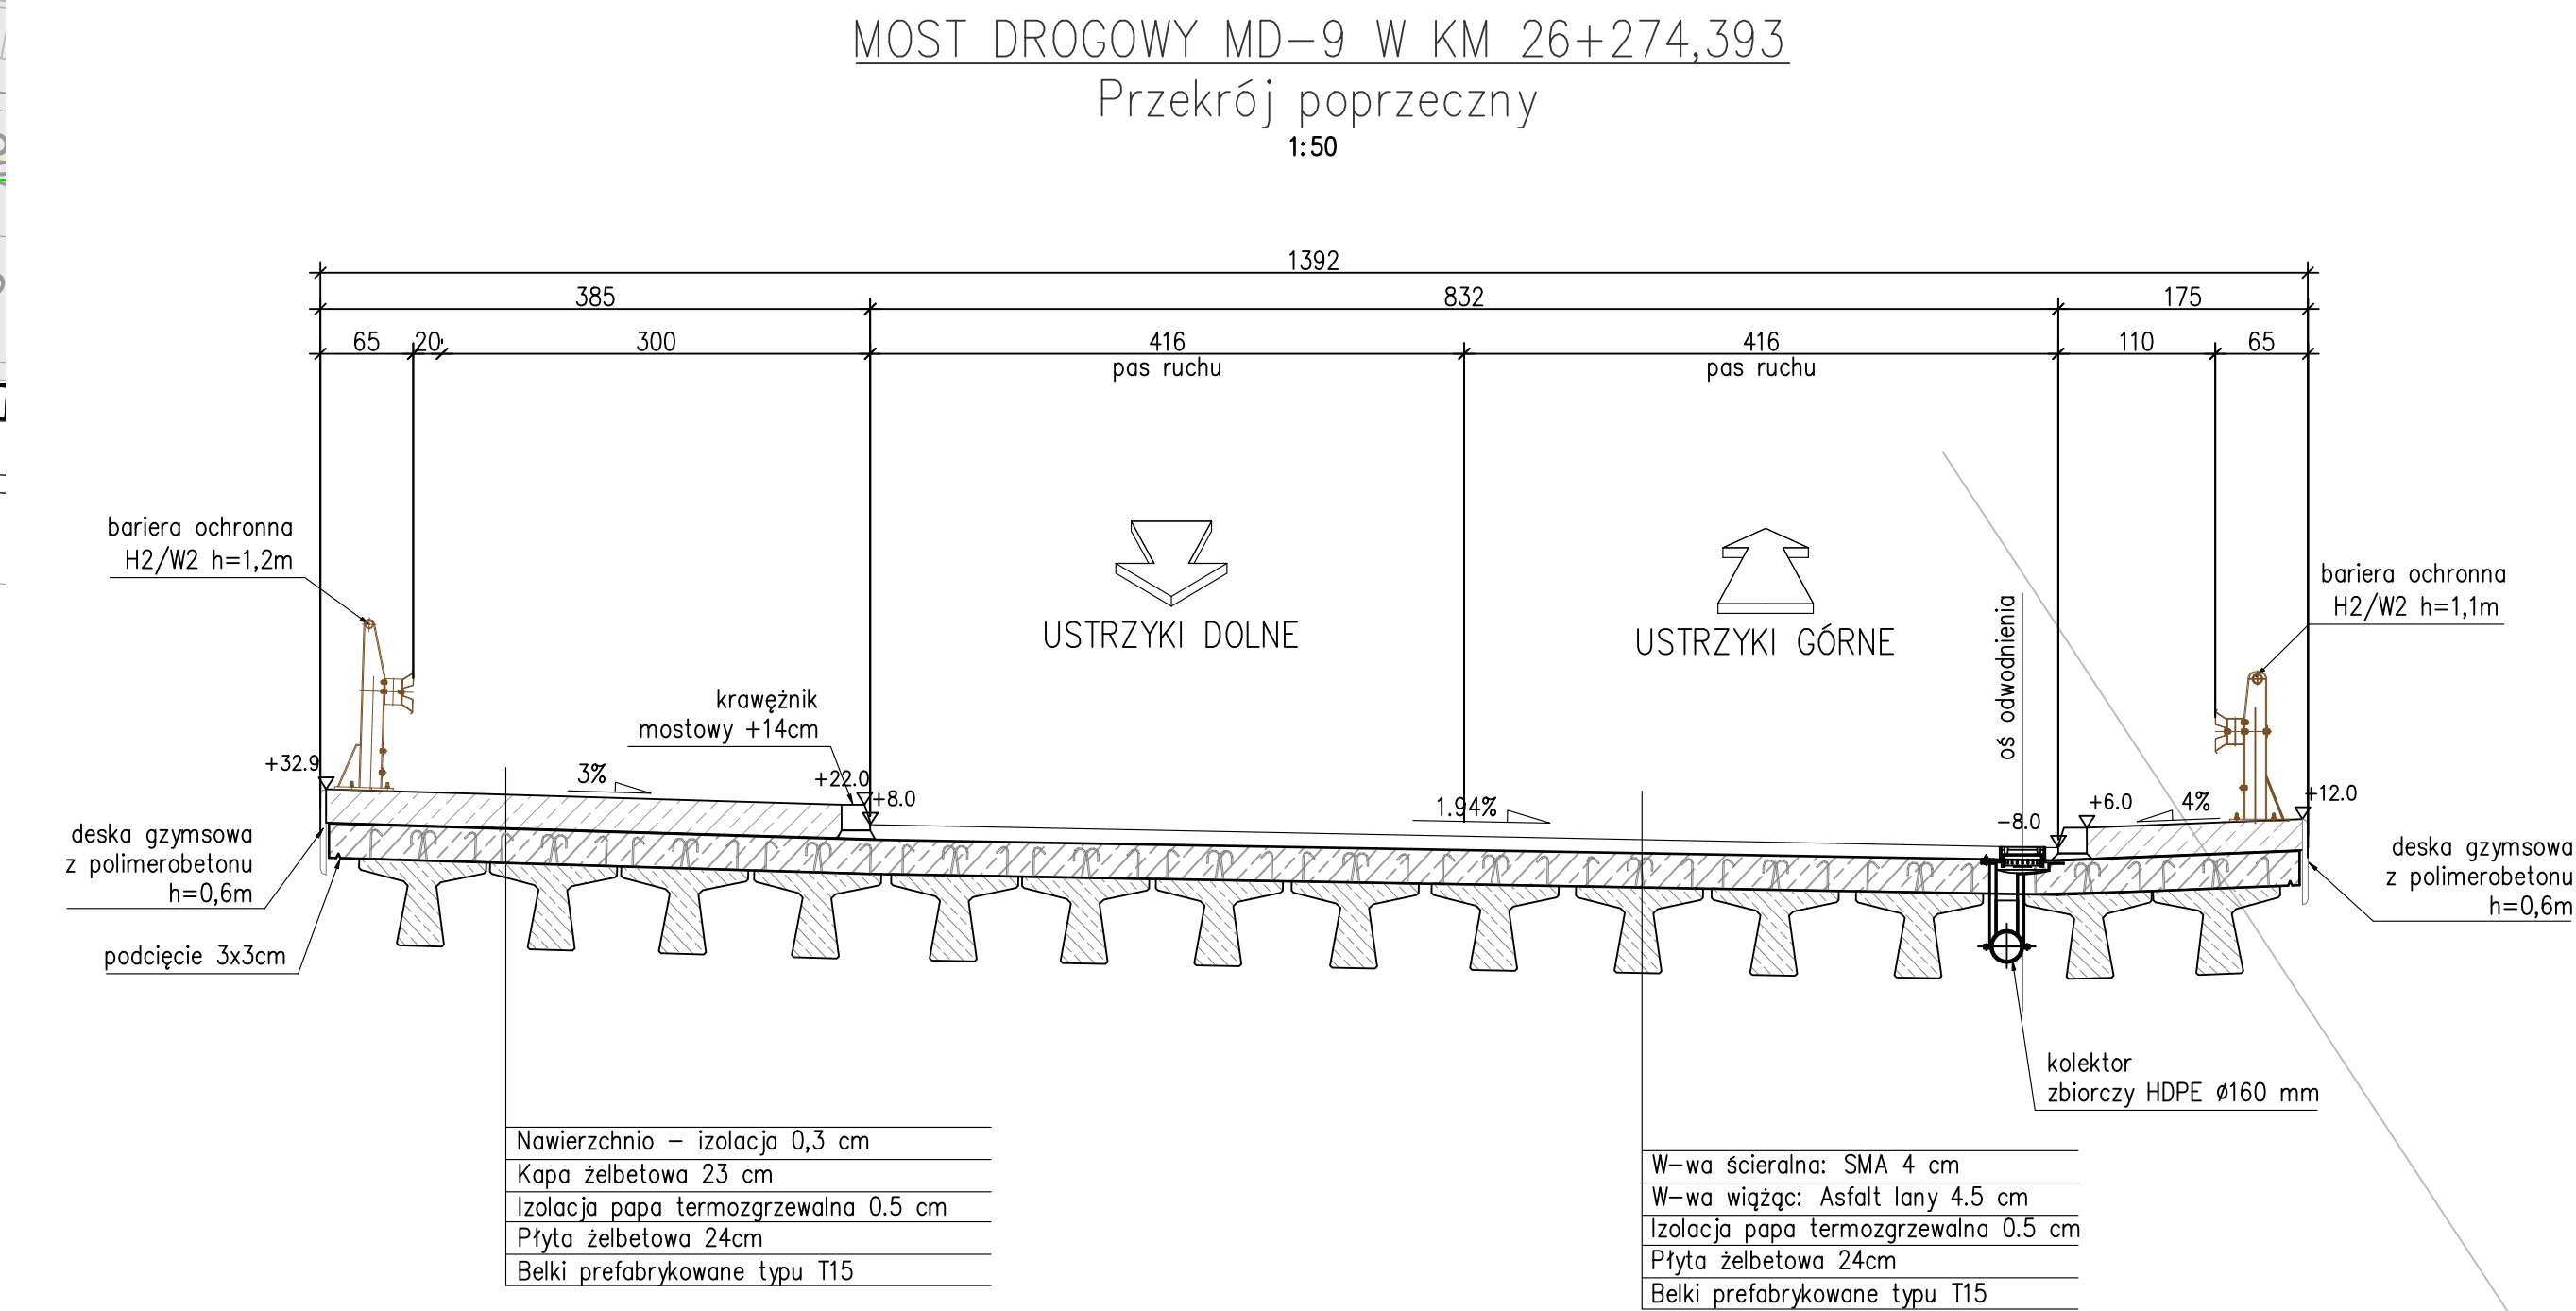 MOST DROGOWY MD-9 W KM 26+274,393
Przekrój poprzeczny
1:50
1392
385
832
175
65
20
300
416
416
110
65
pas ruchu
pas ruchu
bariera ochronna
H2/W2 h=1,2m
bariera ochronna
H2/W2 h=1,1m
USTRZYKI DOLNE
USTRZYKI GÓRNE
oś odwodnienia
krawężnik
mostowy +14cm
+32.9
3%
+22.0
+8.0
1.94%
-8.0
+6.0
4%
+12.0
deska gzymsowa
z polimerobetonu
h=0,6m
deska gzymsowa
z polimerobetonu
h=0,6m
podcięcie 3x3cm
kolektor
zbiorczy HDPE ø160 mm
Nawierzchnio - izolacja 0,3 cm
Kapa żelbetowa 23 cm
Izolacja papa termozgrzewalna 0.5 cm
Płyta żelbetowa 24cm
Belki prefabrykowane typu T15
W-wa ścieralna: SMA 4 cm
W-wa wiążąc: Asfalt lany 4.5 cm
Izolacja papa termozgrzewalna 0.5 cm
Płyta żelbetowa 24cm
Belki prefabrykowane typu T15